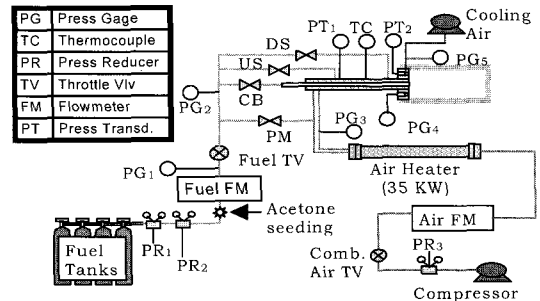 PG Press Gage
TC Thermocouple
PR Press Reducer
TV Throttle Vlv
FM Flowmeter
PT Press Transd.
PT1 TC PT2
Cooling
Air
DS
US
CB
PM
PG2
PG5
PG3
PG4
PG1
Fuel TV
Fuel FM
Air Heater
(35 KW)
Acetone
seeding
Air FM
Fuel
Tanks
PR1
PR2
Comb.
Air TV
PR3
Compressor